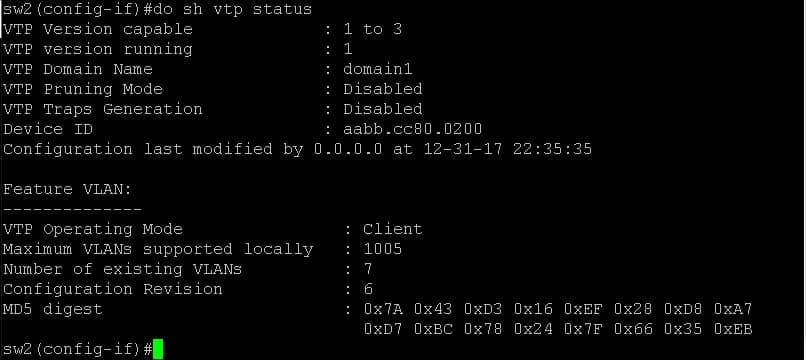 sw2(config-if)#do sh vtp status
VTP Version capable             : 1 to 3
VTP version running             : 1
VTP Domain Name                 : domain1
VTP Pruning Mode                : Disabled
VTP Traps Generation            : Disabled
Device ID                       : aabb.cc80.0200
Configuration last modified by 0.0.0.0 at 12-31-17 22:35:35
Feature VLAN:
--------------
VTP Operating Mode                : Client
Maximum VLANs supported locally   : 1005
Number of existing VLANs          : 7
Configuration Revision            : 6
MD5 digest                        : 0x7A 0x43 0xD3 0x16 0xEF 0x28 0xD8 0xA7
                                    0xD7 0xBC 0x78 0x24 0x7F 0x66 0x35 0xEB
sw2(config-if)#